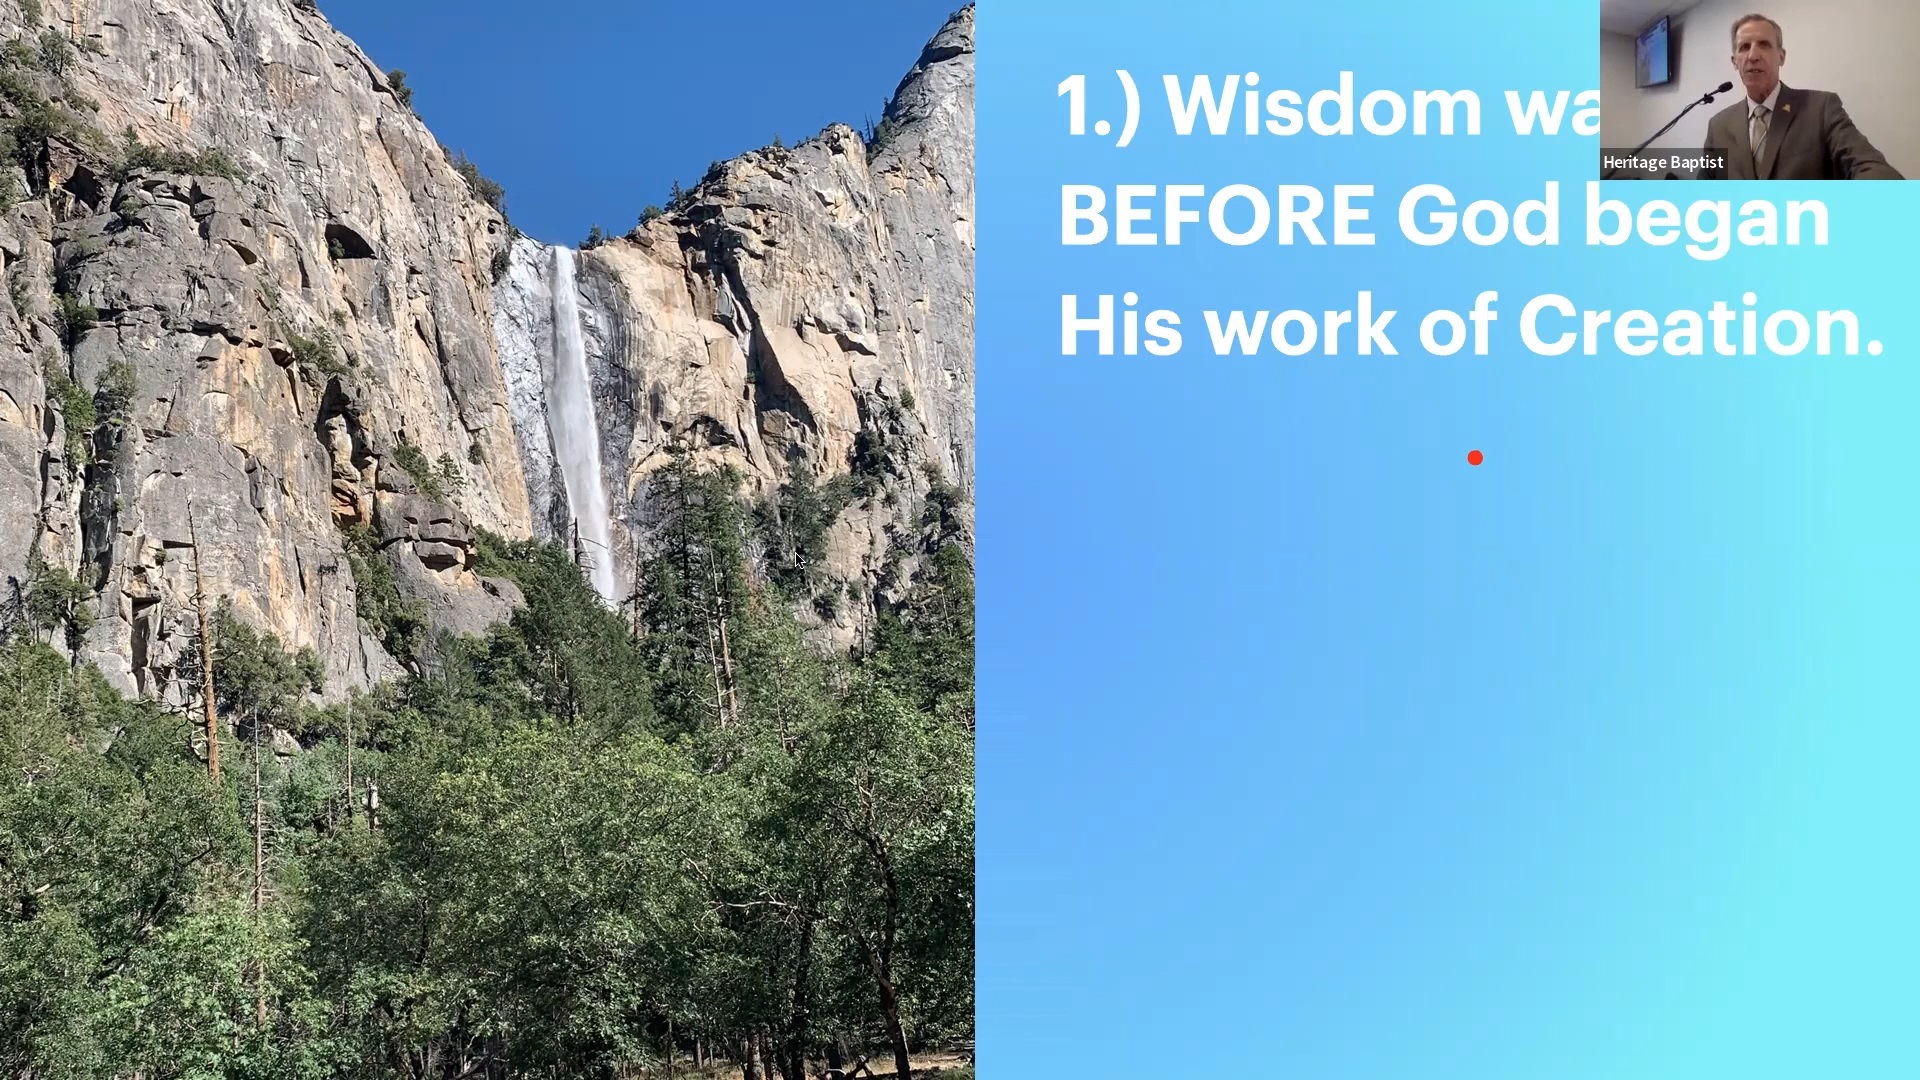 1.) Wisdom wa
BEFORE God began
His work of Creation.
Heritage Baptist